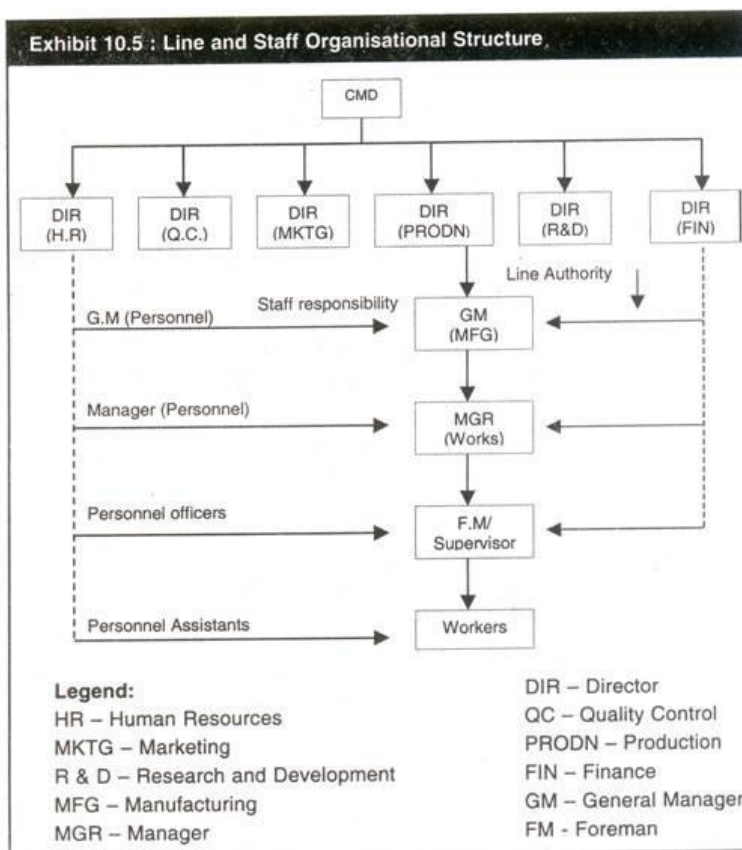 Exhibit 10.5 : Line and Staff Organisational Structure
CMD
DIR
(H.R)
DIR
(Q.C.)
DIR
(MKTG)
DIR
(PRODN)
DIR
(R&D)
DIR
(FIN)
Line Authority
Staff responsibility
G.M (Personnel)
GM
(MFG)
Manager (Personnel)
MGR
(Works)
Personnel officers
F.M/
Supervisor
Personnel Assistants
Workers
Legend:
HR – Human Resources
MKTG – Marketing
R & D – Research and Development
MFG – Manufacturing
MGR – Manager
DIR – Director
QC – Quality Control
PRODN – Production
FIN – Finance
GM – General Manager
FM - Foreman